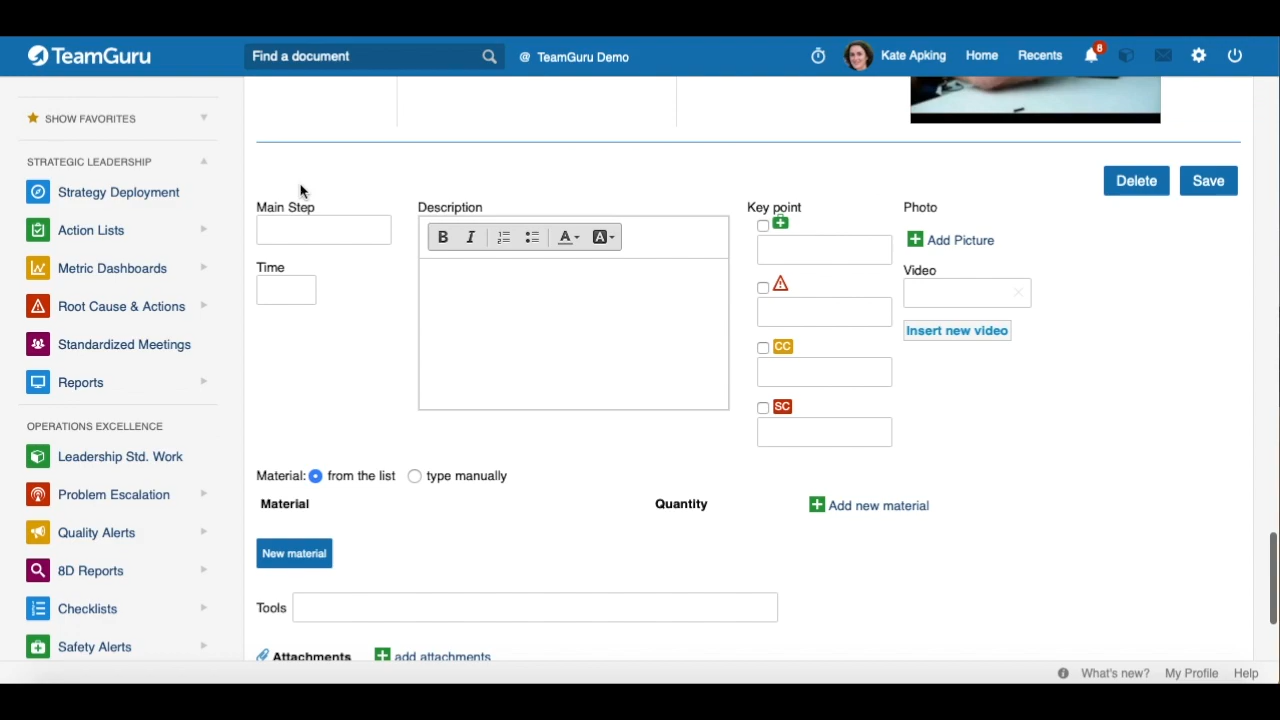 TeamGuru
Find a document
@ TeamGuru Demo
Kate Apking
Home
Recents
8
SHOW FAVORITES
STRATEGIC LEADERSHIP
Strategy Deployment
Action Lists
Metric Dashboards
Root Cause & Actions
Standardized Meetings
Reports
OPERATIONS EXCELLENCE
Leadership Std. Work
Problem Escalation
Quality Alerts
8D Reports
Checklists
Safety Alerts
Delete
Save
Main Step
Description
Key point
Photo
B I A A
Add Picture
Time
Video
Insert new video
CC
SC
Material: from the list type manually
Material
Quantity
Add new material
New material
Tools
Attachments
add attachments
What's new?
My Profile
Help